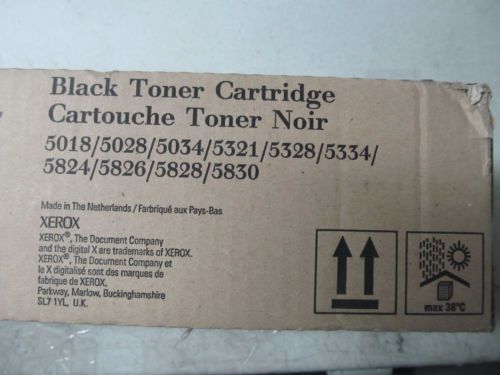 Black Toner Cartridge
Cartouche Toner Noir
5018/5028/5034/5321/5328/5334/
5824/5826/5828/5830
Made in The Netherlands / Farbriqué aux Pays-Bas
XEROX
XEROX®, The Document Company
and the digital X are trademarks of XEROX.
XEROX®, The Document Company et
le X digitalisé sont des marques de
fabrique de XEROX.
Parkway, Marlow, Buckinghamshire
SL7 1YL, U.K.
max 38°C